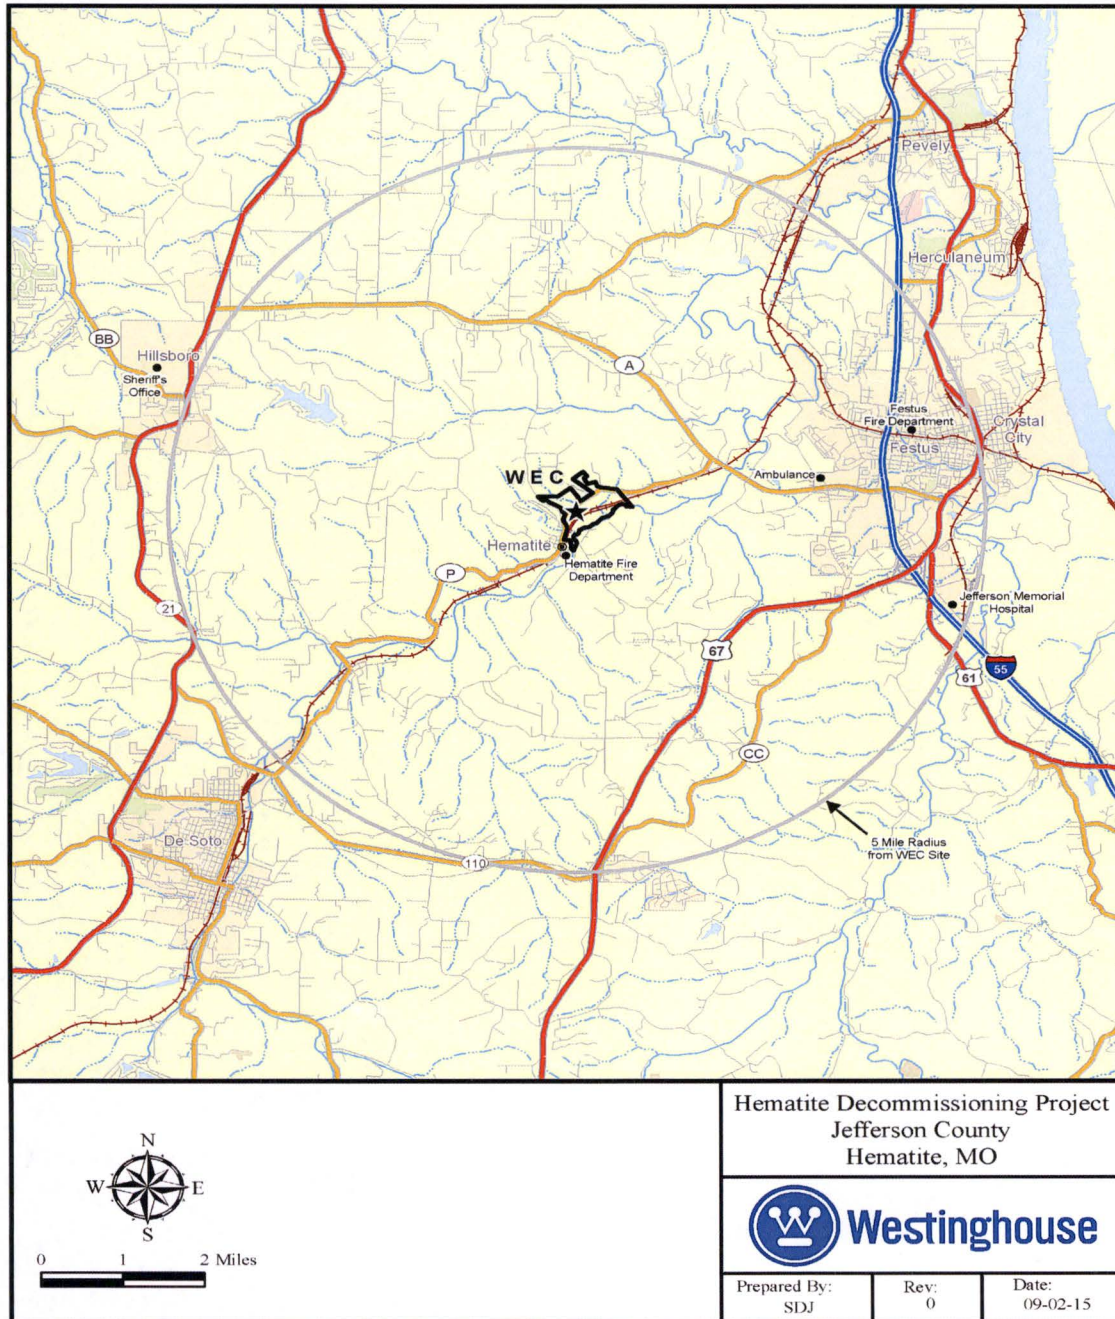 Pevely
Herculaneum
BB
Hillsboro
Sheriff's
Office
A
Festus
Fire Department
Festus
Crystal
City
Ambulance
WEC
Hematite
Hematite Fire
Department
P
21
Jefferson Memorial
Hospital
67
55
61
CC
De Soto
110
5 Mile Radius
from WEC Site
N
W
E
S
0 1 2 Miles
Hematite Decommissioning Project
Jefferson County
Hematite, MO
Westinghouse
Prepared By:
SDJ
Rev:
0
Date:
09-02-15